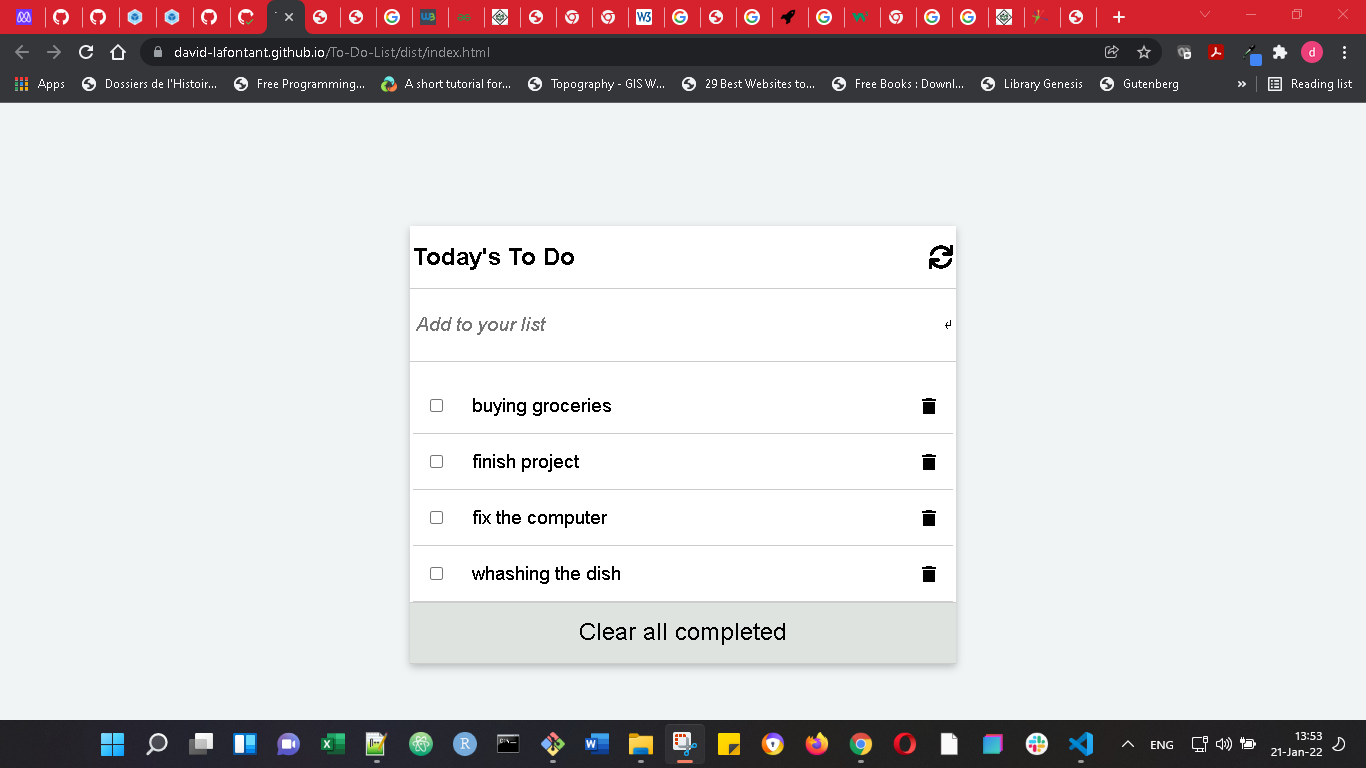 david-lafontant.github.io/To-Do-List/dist/index.html
d
Apps
Dossiers de l'Histoir...
Free Programming...
A short tutorial for...
Topography - GIS W...
29 Best Websites to...
Free Books : Downl...
Library Genesis
Gutenberg
»
Reading list
Today's To Do
Add to your list
↲
buying groceries
finish project
fix the computer
whashing the dish
Clear all completed
ENG
13:53
21-Jan-22